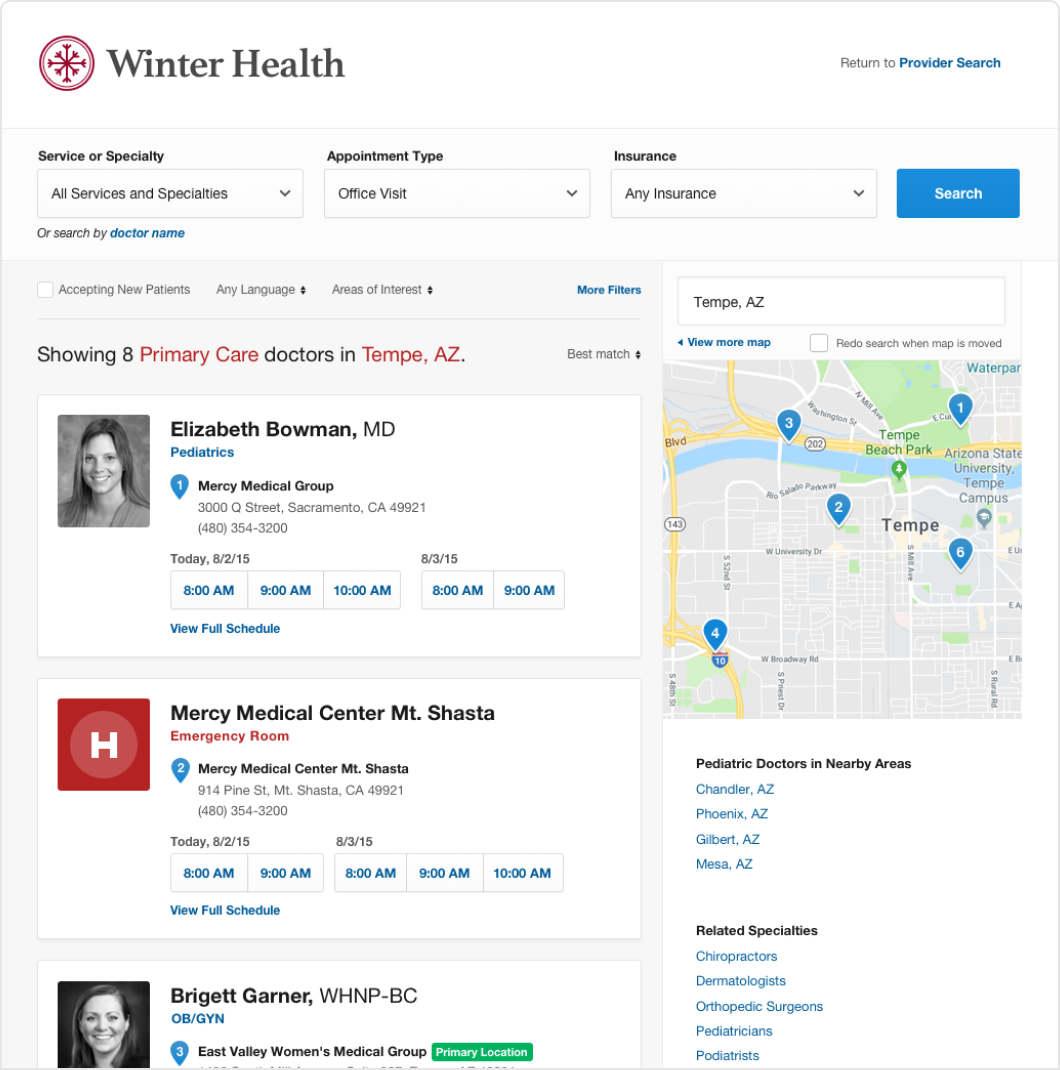 Winter Health
Return to Provider Search
Service or Specialty
Appointment Type
Insurance
All Services and Specialties
Office Visit
Any Insurance
Search
Or search by doctor name
Accepting New Patients
Any Language
Areas of Interest
More Filters
Showing 8 Primary Care doctors in Tempe, AZ.
Best match
Elizabeth Bowman, MD
Pediatrics
1
Mercy Medical Group
3000 Q Street, Sacramento, CA 49921
(480) 354-3200
Today, 8/2/15
8/3/15
8:00 AM 9:00 AM 10:00 AM 8:00 AM 9:00 AM
View Full Schedule
H
Mercy Medical Center Mt. Shasta
Emergency Room
2
Mercy Medical Center Mt. Shasta
914 Pine St, Mt. Shasta, CA 49921
(480) 354-3200
Today, 8/2/15
8/3/15
8:00 AM 9:00 AM 8:00 AM 9:00 AM 10:00 AM
View Full Schedule
Brigett Garner, WHNP-BC
OB/GYN
3
East Valley Women's Medical Group Primary Location
Tempe, AZ
View more map
Redo search when map is moved
Waterpar
N Mill Ave
Washington St
1
E Cur
3
202
Blvd
Tempe
Beach Park
Arizona State
University,
Tempe
Campus
Rio Salado Parkway
2
143
Tempe
W University Dr
S 52nd St
S Mill Ave
6
E U
E A
4
10
W Broadway Rd
E B
S 48th St
S Priest Dr
S Rural Rd
Pediatric Doctors in Nearby Areas
Chandler, AZ
Phoenix, AZ
Gilbert, AZ
Mesa, AZ
Related Specialties
Chiropractors
Dermatologists
Orthopedic Surgeons
Pediatricians
Podiatrists